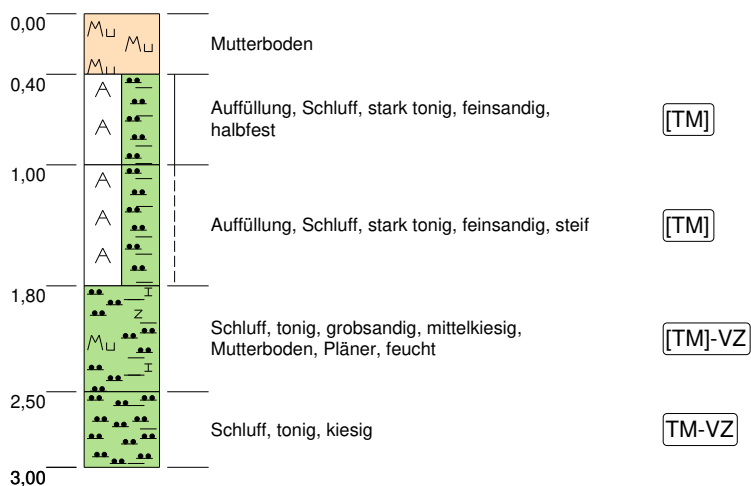 0,00
Mu
Mu
Mu
Mutterboden
0,40
A
A
Auffüllung, Schluff, stark tonig, feinsandig,
halbfest
[TM]
1,00
A
A
A
Auffüllung, Schluff, stark tonig, feinsandig, steif
[TM]
1,80
I
Z
Mu
I
Schluff, tonig, grobsandig, mittelkiesig,
Mutterboden, Pläner, feucht
[TM]-VZ
2,50
Schluff, tonig, kiesig
TM-VZ
3,00